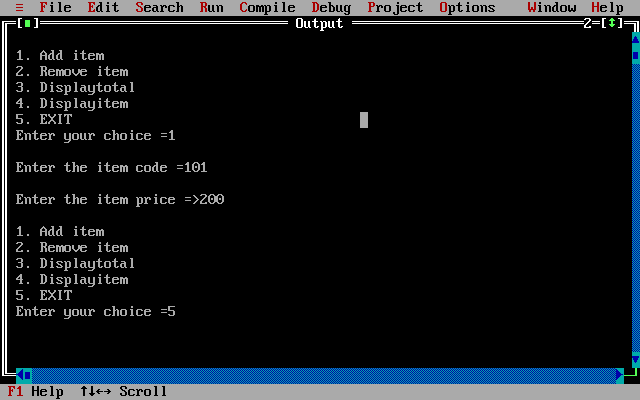 ≡ File Edit Search Run Compile Debug Project Options Window Help
[■] Output 2=[↕]
1. Add item
2. Remove item
3. Displaytotal
4. Displayitem
5. EXIT
Enter your choice =1
Enter the item code =101
Enter the item price =>200
1. Add item
2. Remove item
3. Displaytotal
4. Displayitem
5. EXIT
Enter your choice =5
F1 Help ↑↓←→ Scroll